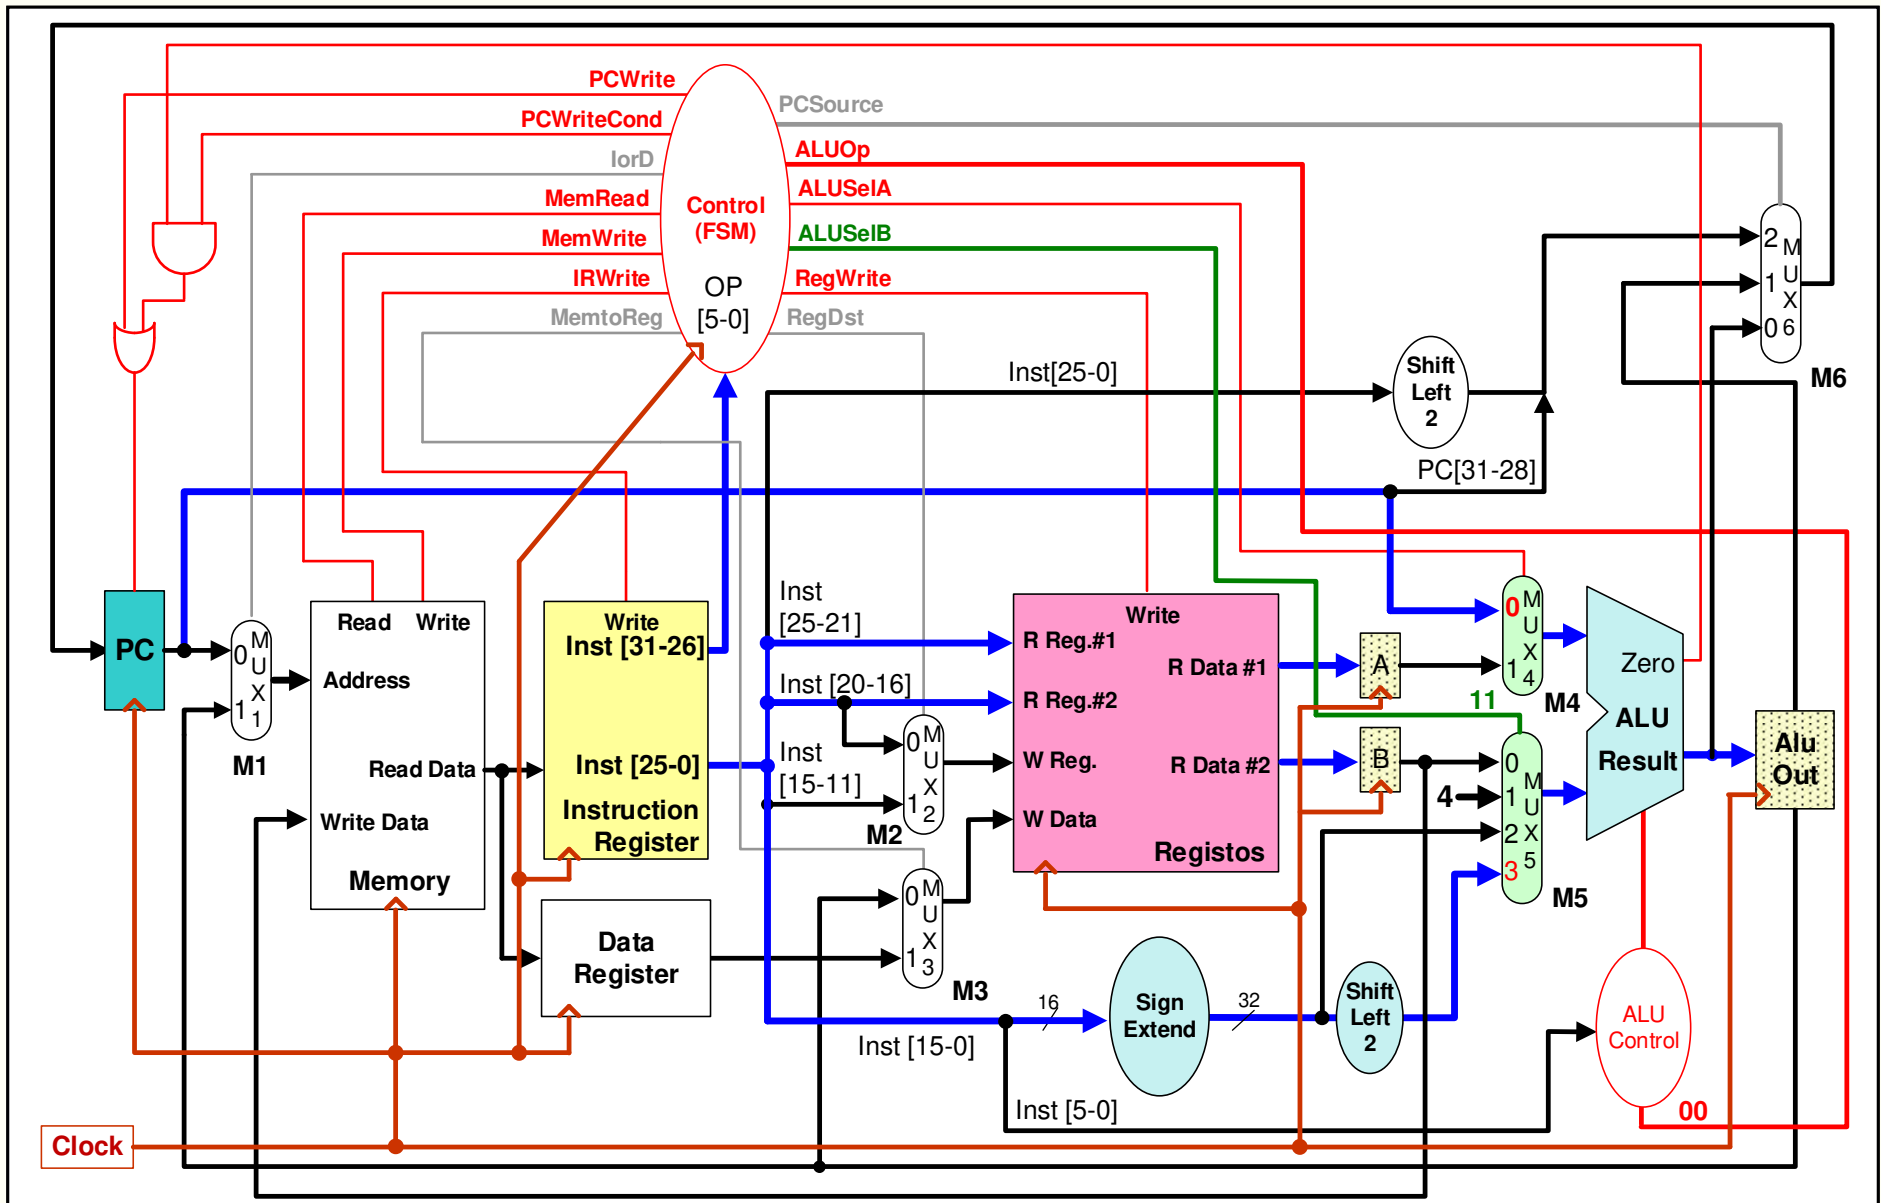 PCWrite
PCWriteCond
IorD
MemRead
MemWrite
IRWrite
MemtoReg
Control
(FSM)
OP
[5-0]
PCSource
ALUOp
ALUSelA
ALUSelB
RegWrite
RegDst
2
1
0
M
U
X
6
M6
Inst[25-0]
Shift
Left
2
PC[31-28]
PC
0
1
M
U
X
1
M1
Read Write
Address
Read Data
Write Data
Memory
Write
Inst [31-26]
Inst [25-0]
Instruction
Register
Data
Register
Inst
[25-21]
Inst [20-16]
Inst
[15-11]
0
1
M
U
X
2
M2
0
1
M
U
X
3
M3
Write
R Reg.#1
R Data #1
R Reg.#2
W Reg.
R Data #2
W Data
Registos
A
B
0
1
M
U
X
4
M4
11
0
4
1
2
3
M
U
X
5
M5
Zero
ALU
Result
Alu
Out
Inst [15-0]
16
Sign
Extend
32
Shift
Left
2
ALU
Control
Inst [5-0]
00
Clock